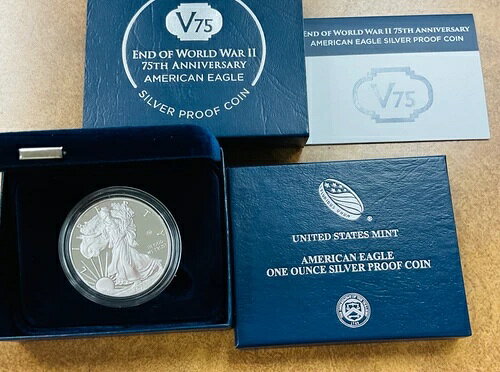 V75
END OF WORLD WAR II
75TH ANNIVERSARY
AMERICAN EAGLE
SILVER PROOF COIN
END OF WORLD WAR II 75TH ANNIVERSARY
AMERICAN EAGLE SILVER PROOF COIN
V75
UNITED STATES MINT
AMERICAN EAGLE
ONE OUNCE SILVER PROOF COIN